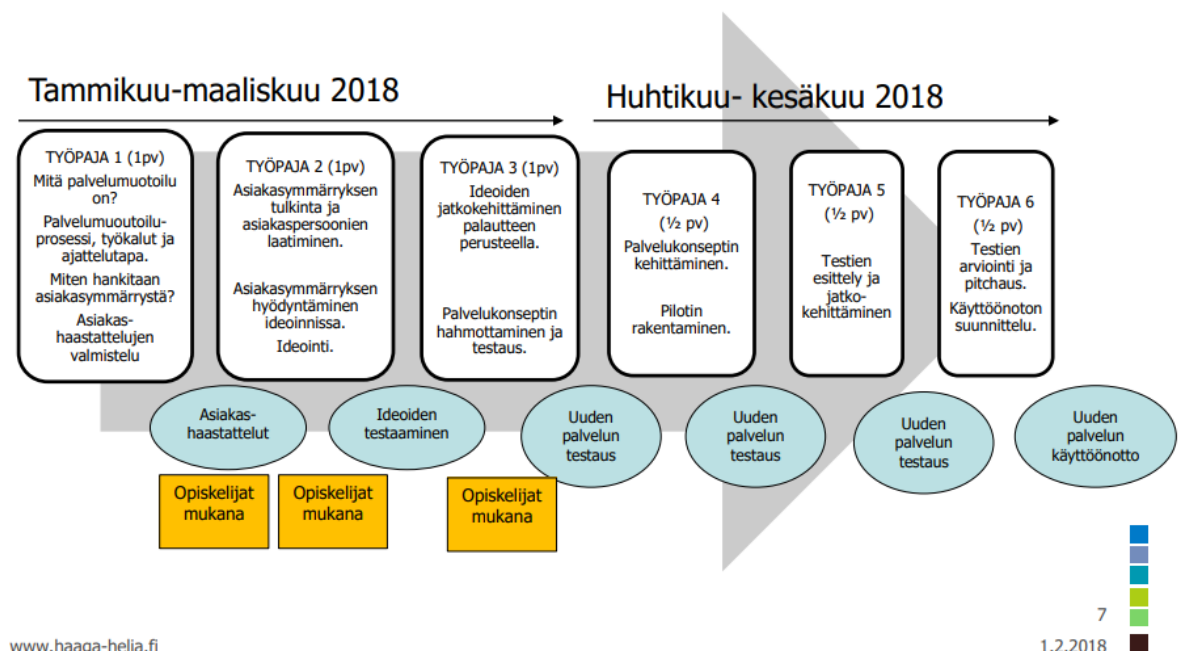 Tammikuu-maaliskuu 2018
Huhtikuu- kesäkuu 2018
TYÖPAJA 1 (1pv)
Mitä palvelumuotoilu
on?
Palvelumuoutoilu-
prosessi, työkalut ja
ajattelutapa.
Miten hankitaan
asiakasymmärrystä?
Asiakas-
haastattelujen
valmistelu
TYÖPAJA 2 (1pv)
Asiakasymmärryksen
tulkinta ja
asiakaspersoonien
laatiminen.
Asiakasymmärryksen
hyödyntäminen
ideoinnissa.
Ideointi.
TYÖPAJA 3 (1pv)
Ideoiden
jatkokehittäminen
palautteen
perusteella.
Palvelukonseptin
hahmottaminen ja
testaus.
TYÖPAJA 4
(½ pv)
Palvelukonseptin
kehittäminen.
Pilotin
rakentaminen.
TYÖPAJA 5
(½ pv)
Testien
esittely ja
jatko-
kehittäminen
TYÖPAJA 6
(½ pv)
Testien
arviointi ja
pitchaus.
Käyttöönoton
suunnittelu.
Asiakas-
haastattelut
Ideoiden
testaaminen
Uuden
palvelun
testaus
Uuden
palvelun
testaus
Uuden
palvelun
testaus
Uuden
palvelun
käyttöönotto
Opiskelijat
mukana
Opiskelijat
mukana
Opiskelijat
mukana
7
www.haaga-helia.fi
1.2.2018